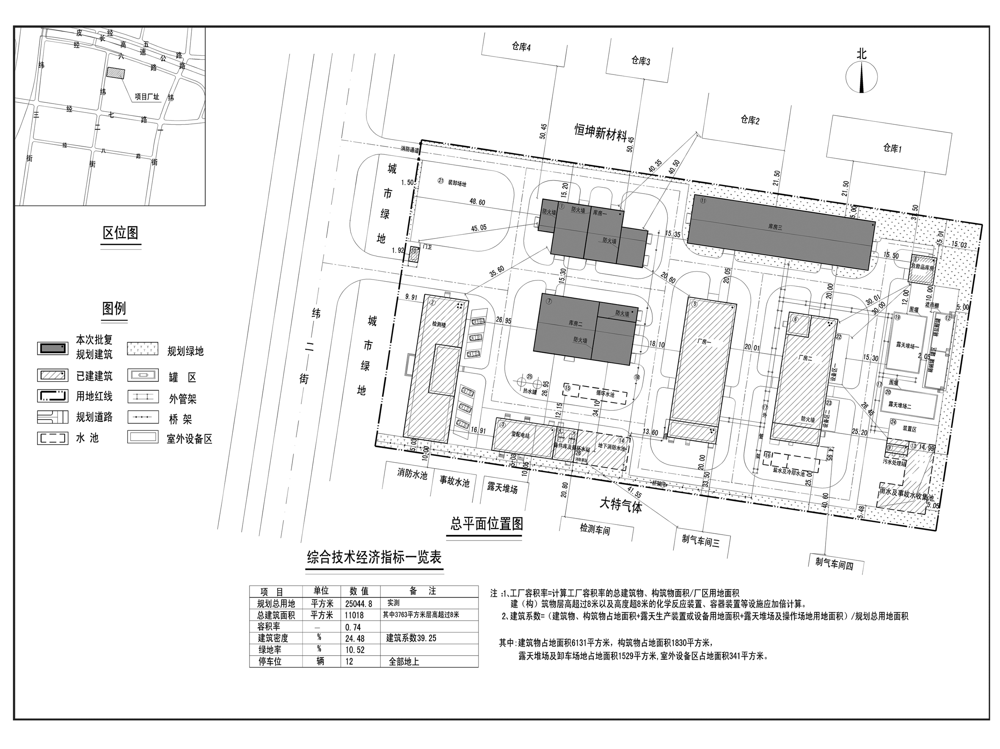 皮 经
长
经 高 五
速
六 公 路
纬 路 路
项目厂址
纬 纬
经
三 七 路
二 一
经 八 路
街 街 街
区位图
图例
本次批复
规划建筑
规划绿地
已建建筑
罐 区
用地红线
外管架
规划道路
桥 架
水 池
室外设备区
北
仓库4
仓库3
仓库2
仓库1
恒坤新材料
50.45
50.45
40.35
40.50
21.50
21.50
31.50
消防通道
城
市
绿
地
1.50
㉑ 装卸场地
48.60
45.05
15.20
① 防火墙
防火墙
库房一
防火墙
15.35
⑪
库房三
5.00
15.01
15.03
15.50
⑧
危险品库房
1.92
⑩
门卫
35.60
15.30
20.60
20.05
20.00
12.00
10.00
30.01
30.00
遮雨棚
围堰
5.00
9.91
②
检测楼
城
市
绿
地
纬
二
街
26.95
⑦
库房二
防火墙
防火墙
18.10
⑤
厂房一
20.01
⑥
厂房二
㉒
设备区一
15.30
⑲
露天堆场一
2.05
⑫
稀盐酸罐
罐区
稀碱罐
㉕
热水罐
26.95
⑮
循环水池
⑱
12.15
34.10
⑰
围堰
⑳
露天堆场二
26.45
㉓
设备区二
防火墙
⑰
外
管
架
㉔
装置区
25.20
16.91
③
变配电站
④
备件库及循环水站
⑭
地下消防水池
㉖
消防泵区
13.60
⑨
⑬ 14.99
污水处理站
⑯
盐水及冷却水池
4.95
25.00
雨水及事故水收集池
5.05
5.03
10.00
5.08
10.05
消防水池
事故水池
露天堆场
20.80
41.55
桥架18
20.00
33.50
40.60
5.48
大特气体
检测车间
制气车间三
制气车间四
总平面位置图
综合技术经济指标一览表
项 目 单位 数 值 备 注
规划总用地 平方米 25044.8 实测
总建筑面积 平方米 11018 其中3763平方米层高超过8米
容积率 — 0.74
建筑密度 % 24.48 建筑系数39.25
绿地率 % 10.52
停车位 辆 12 全部地上
注:1、工厂容积率=计算工厂容积率的总建筑物、构筑物面积/厂区用地面积
建（构）筑物层高超过8米以及高度超8米的化学反应装置、容器装置等设施应加倍计算。
2、建筑系数=（建筑物、构筑物占地面积+露天生产装置或设备用地面积+露天堆场及操作场地用地面积）/规划总用地面积
其中:建筑物占地面积6131平方米，构筑物占地面积1830平方米，
露天堆场及卸车场地占地面积1529平方米,室外设备区占地面积341平方米。